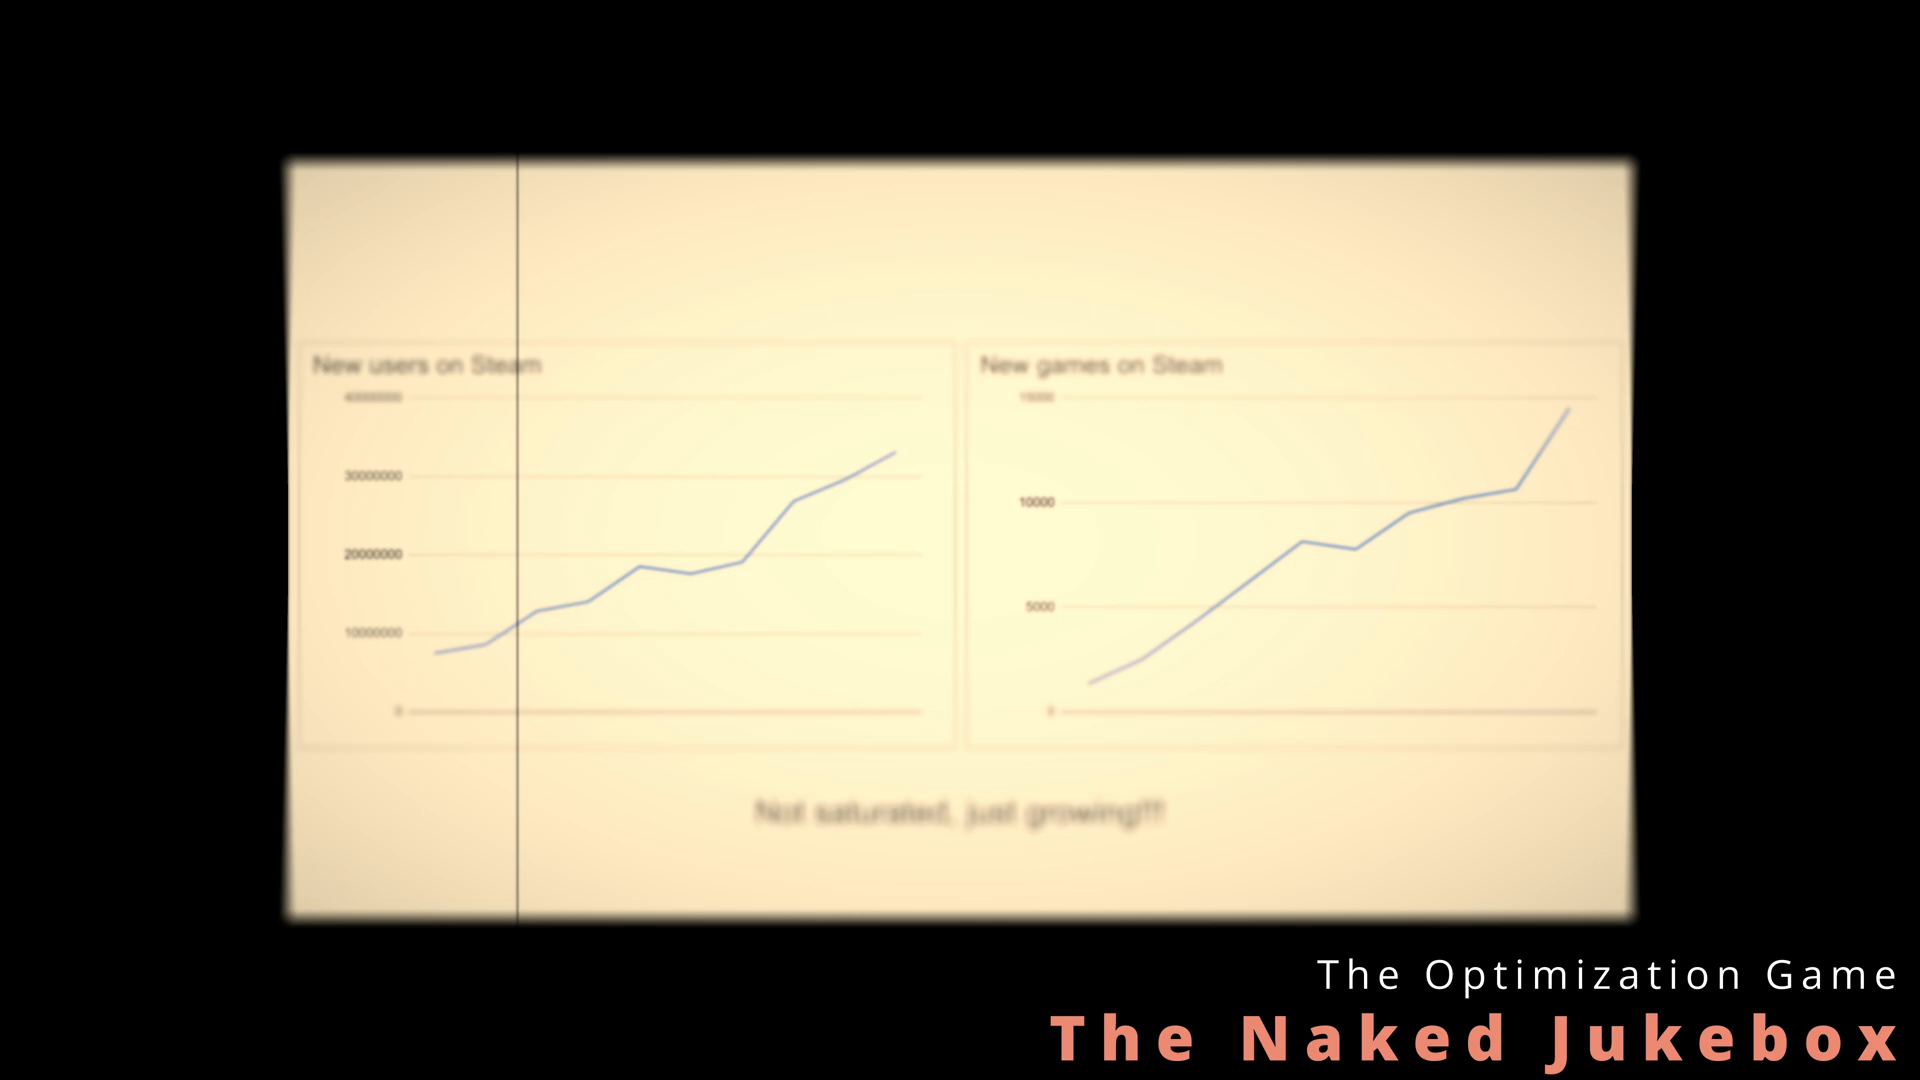 New users on Steam
40000000
30000000
20000000
10000000
0
New games on Steam
15000
10000
5000
0
Not saturated, just growing!!!
The Optimization Game
The Naked Jukebox